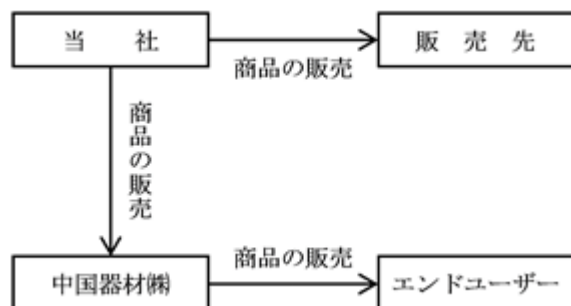 当　　社
販　売　先
商品の販売
商品の販売
中国器材㈱
商品の販売
エンドユーザー